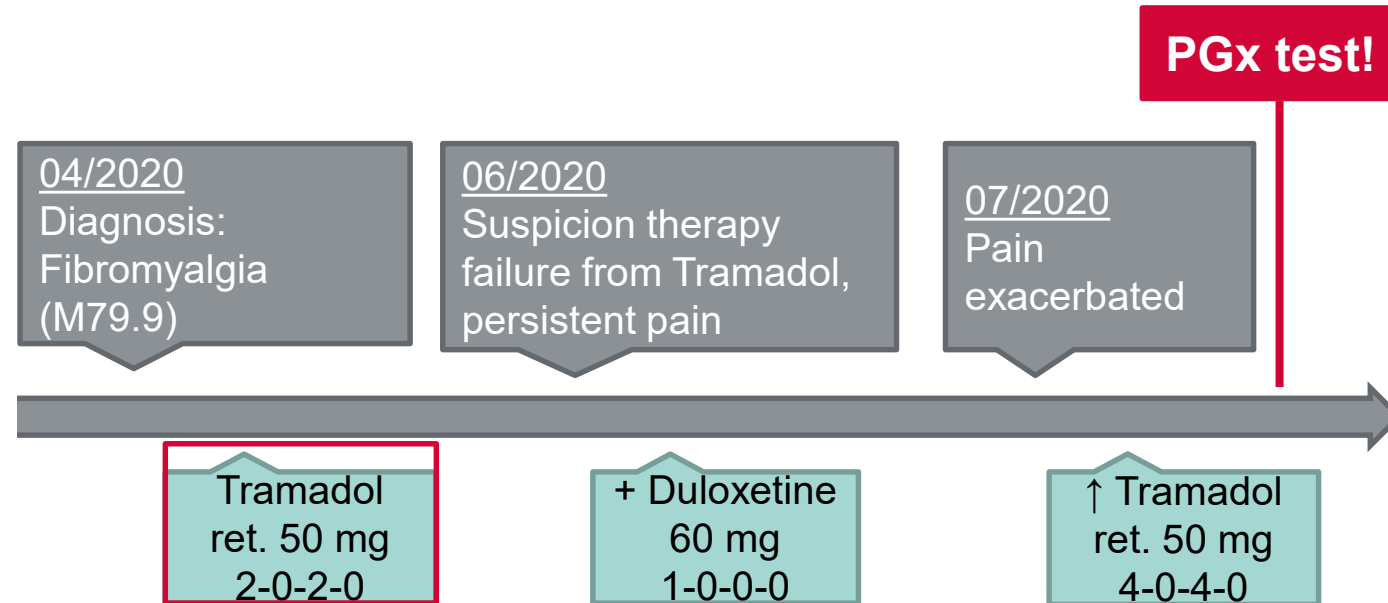 PGx test!
04/2020
Diagnosis:
Fibromyalgia
(M79.9)
06/2020
Suspicion therapy
failure from Tramadol,
persistent pain
07/2020
Pain
exacerbated
Tramadol
ret. 50 mg
2-0-2-0
+ Duloxetine
60 mg
1-0-0-0
↑ Tramadol
ret. 50 mg
4-0-4-0